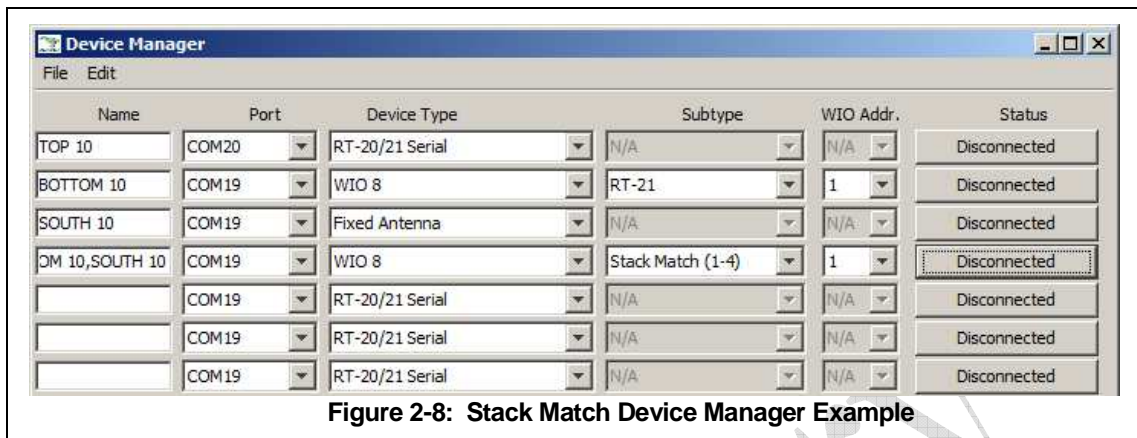 Device Manager
File Edit
Name Port Device Type Subtype WIO Addr. Status
TOP 10 COM20 RT-20/21 Serial N/A N/A Disconnected
BOTTOM 10 COM19 WIO 8 RT-21 1 Disconnected
SOUTH 10 COM19 Fixed Antenna N/A N/A Disconnected
OM 10,SOUTH 10 COM19 WIO 8 Stack Match (1-4) 1 Disconnected
COM19 RT-20/21 Serial N/A N/A Disconnected
COM19 RT-20/21 Serial N/A N/A Disconnected
COM19 RT-20/21 Serial N/A N/A Disconnected
Figure 2-8: Stack Match Device Manager Example